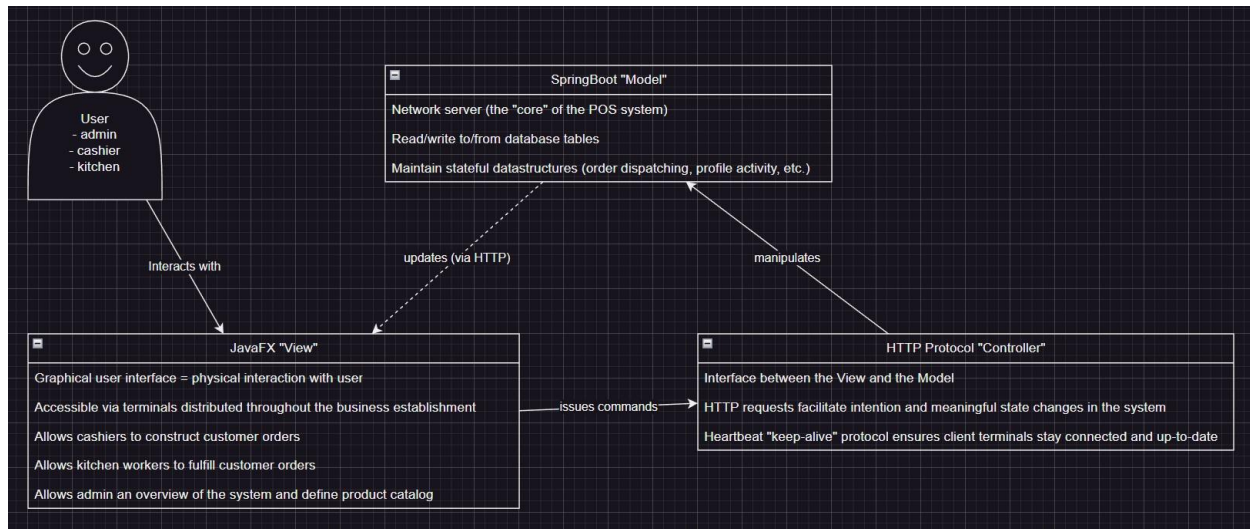 User
- admin
- cashier
- kitchen
SpringBoot "Model"
Network server (the "core" of the POS system)
Read/write to/from database tables
Maintain stateful datastructures (order dispatching, profile activity, etc.)
Interacts with
updates (via HTTP)
manipulates
JavaFX "View"
Graphical user interface = physical interaction with user
Accessible via terminals distributed throughout the business establishment
Allows cashiers to construct customer orders
Allows kitchen workers to fulfill customer orders
Allows admin an overview of the system and define product catalog
issues commands
HTTP Protocol "Controller"
Interface between the View and the Model
HTTP requests facilitate intention and meaningful state changes in the system
Heartbeat "keep-alive" protocol ensures client terminals stay connected and up-to-date